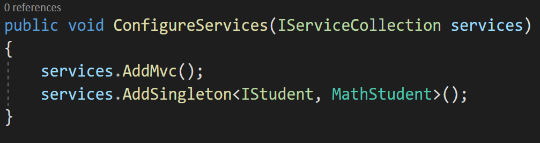 0 references
public void ConfigureServices(IServiceCollection services)
{
    services.AddMvc();
    services.AddSingleton<IStudent, MathStudent>();
}